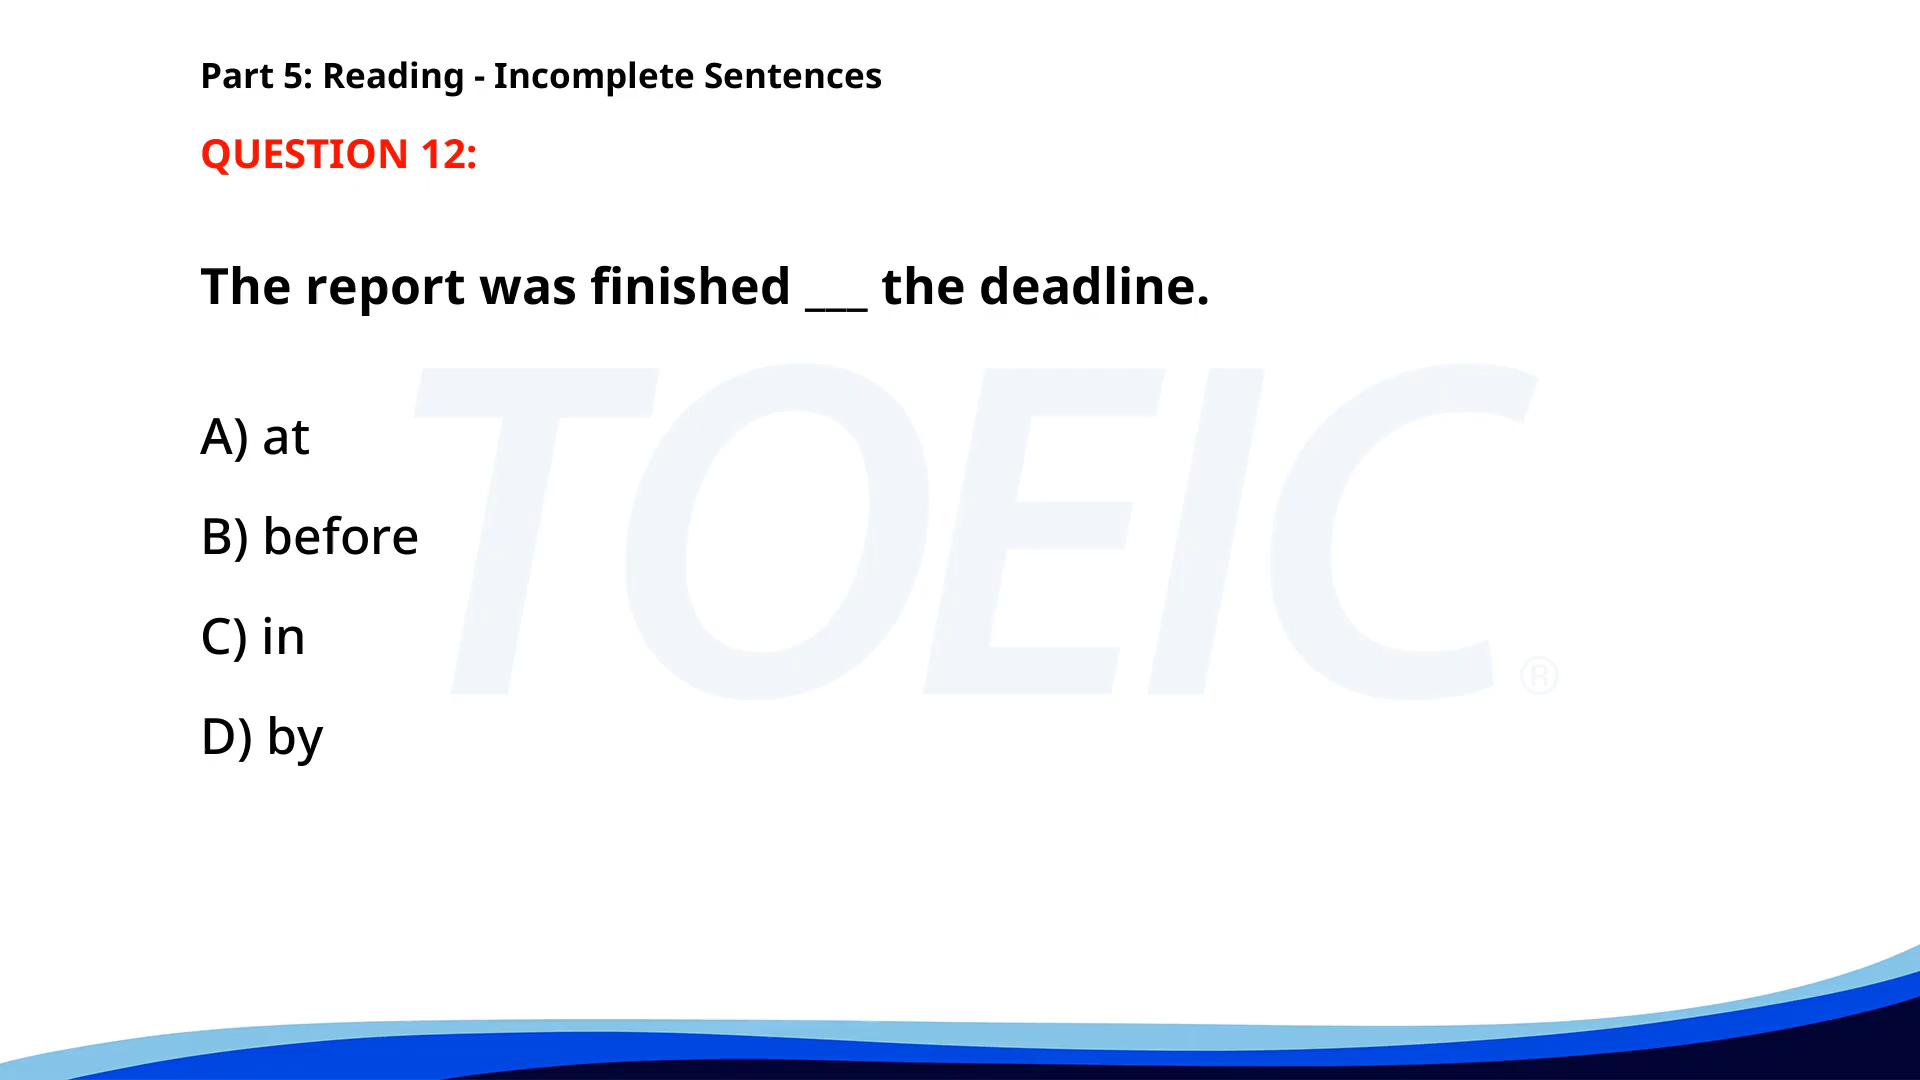 Part 5: Reading - Incomplete Sentences
QUESTION 12:
The report was finished ___ the deadline.
TOEIC®
A) at
B) before
C) in
D) by